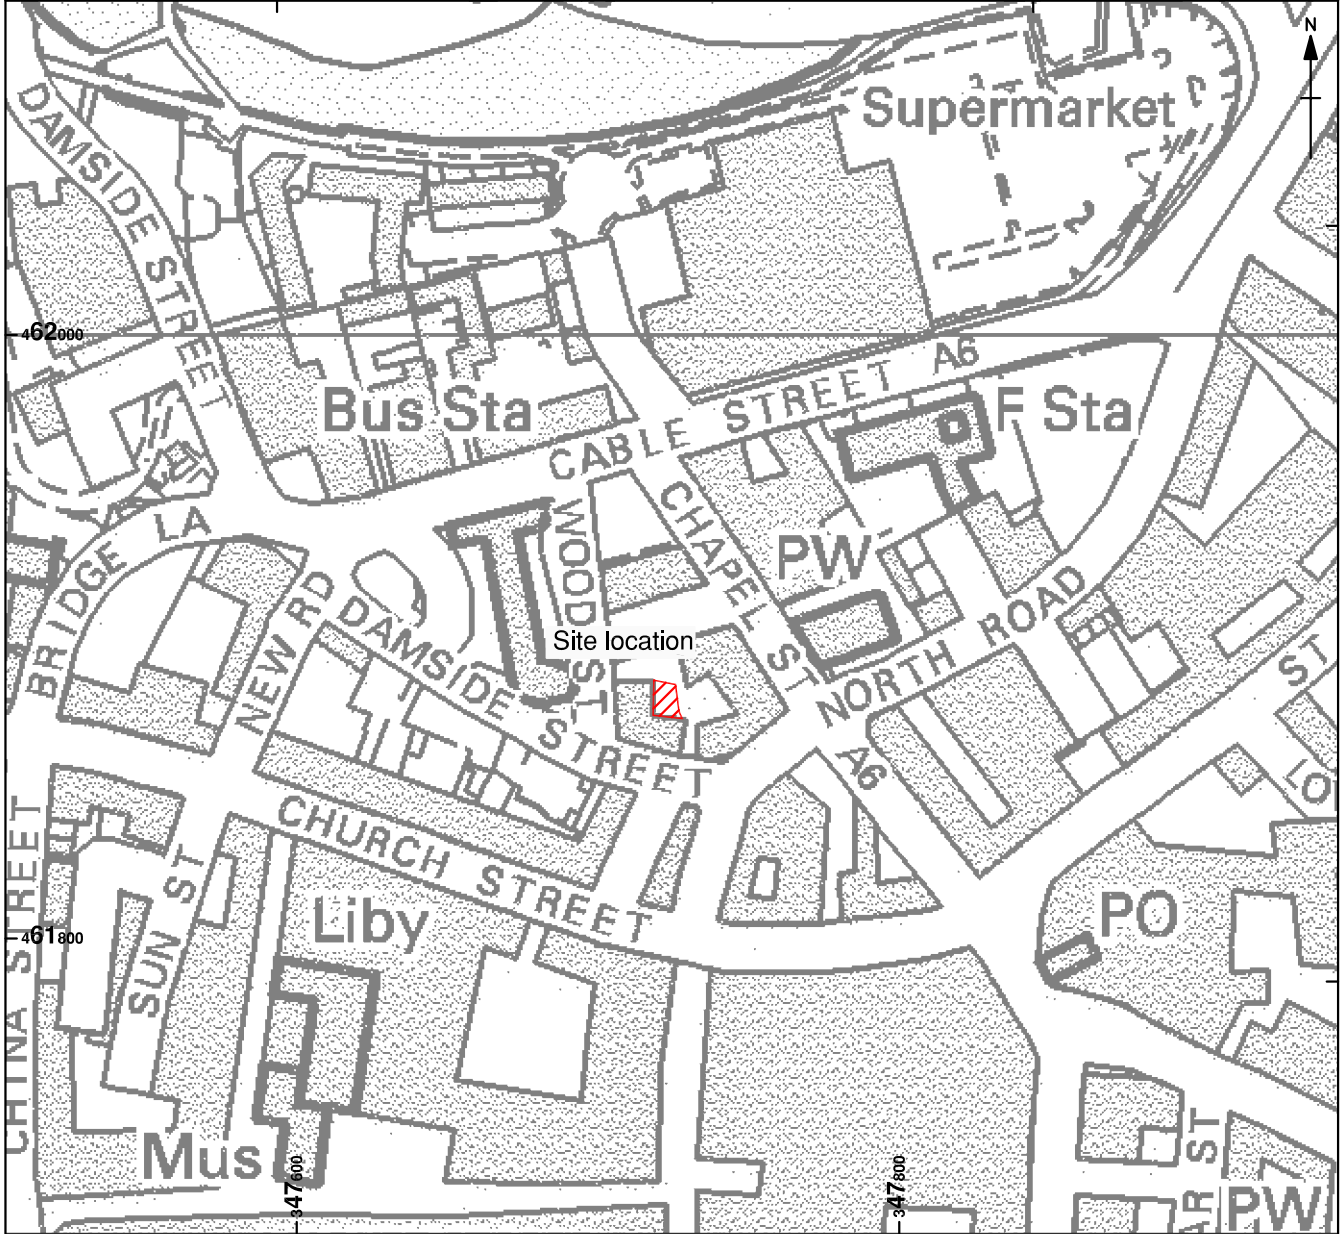 N
Supermarket
DAMSIDE STREET
462000
A6
CABLE STREET
Bus Sta
F Sta
BRIDGE LA
WOOD ST
CHAPEL ST
PW
NEW RD
DAMSIDE STREET
NORTH ROAD
Site location
ST
A6
LO
CHURCH STREET
SUN ST
CHINA STREET
Liby
PO
461800
Mus
347600
347800
AR ST
PW